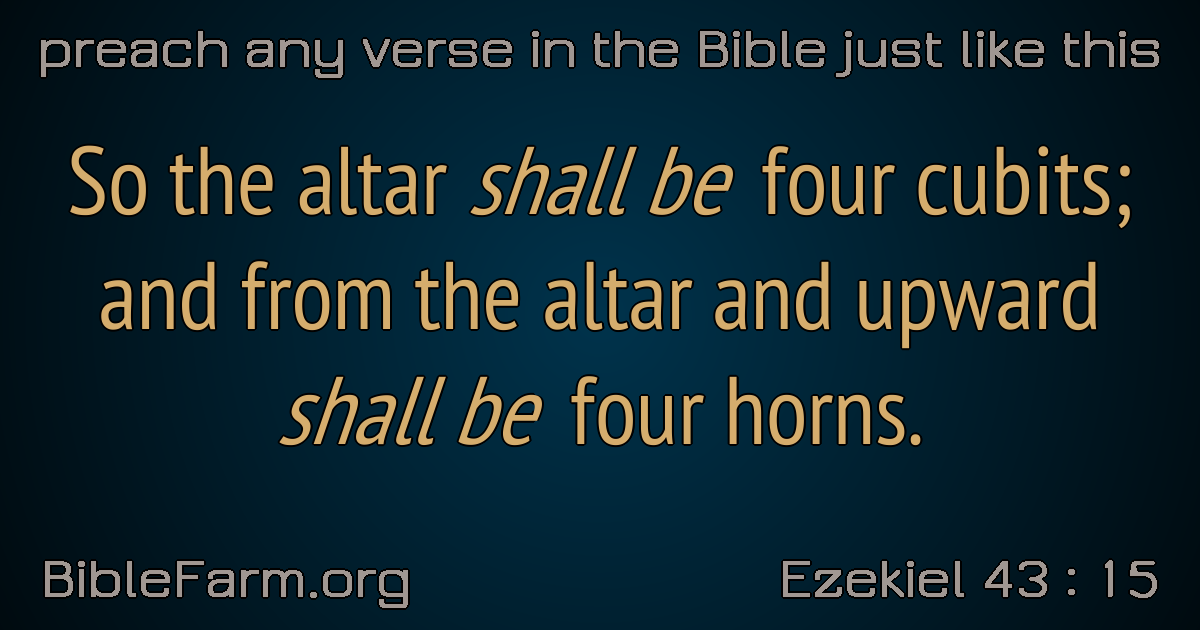 preach any verse in the Bible just like this
So the altar shall be four cubits;
and from the altar and upward
shall be four horns.
BibleFarm.org
Ezekiel 43 : 15